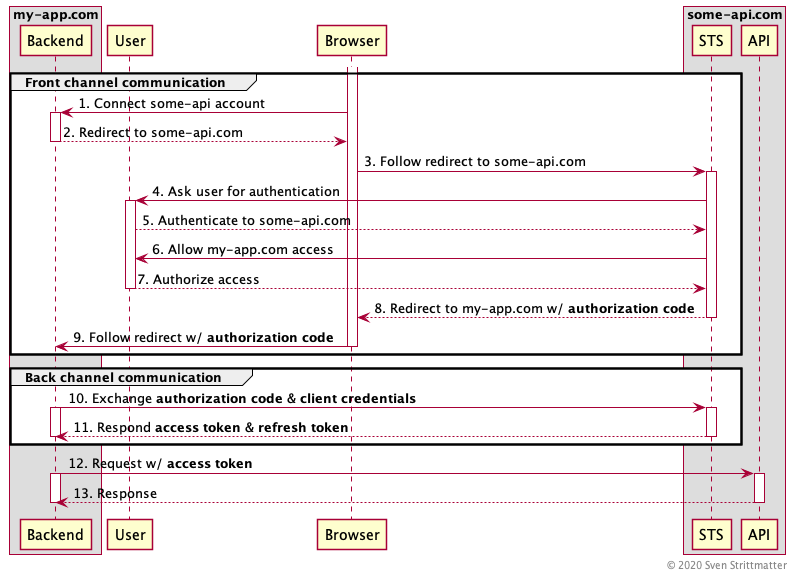 my-app.com some-api.com
Backend User Browser STS API
Front channel communication
1. Connect some-api account
2. Redirect to some-api.com
3. Follow redirect to some-api.com
4. Ask user for authentication
5. Authenticate to some-api.com
6. Allow my-app.com access
7. Authorize access
8. Redirect to my-app.com w/ authorization code
9. Follow redirect w/ authorization code
Back channel communication
10. Exchange authorization code & client credentials
11. Respond access token & refresh token
12. Request w/ access token
13. Response
Backend User Browser STS API
© 2020 Sven Strittmatter